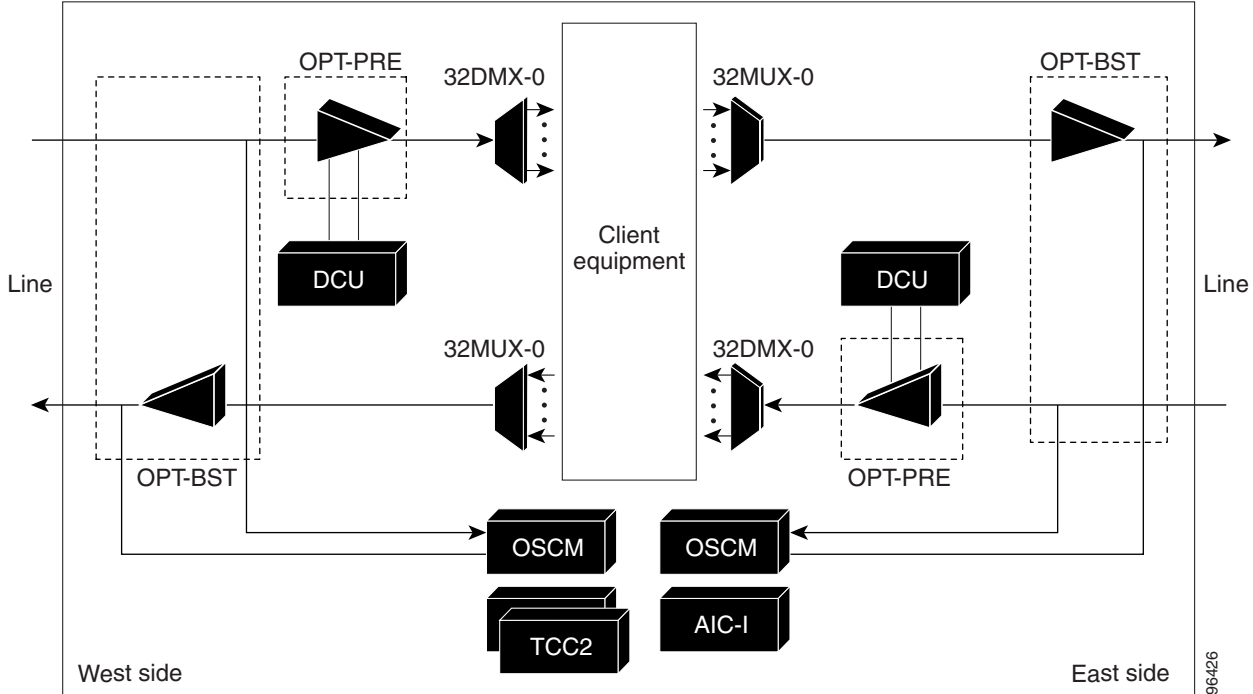 OPT-PRE
OPT-BST
32DMX-0
32MUX-0
Client
equipment
DCU
DCU
Line
Line
32MUX-0
32DMX-0
OPT-BST
OPT-PRE
OSCM
OSCM
TCC2
AIC-I
West side
East side
96426